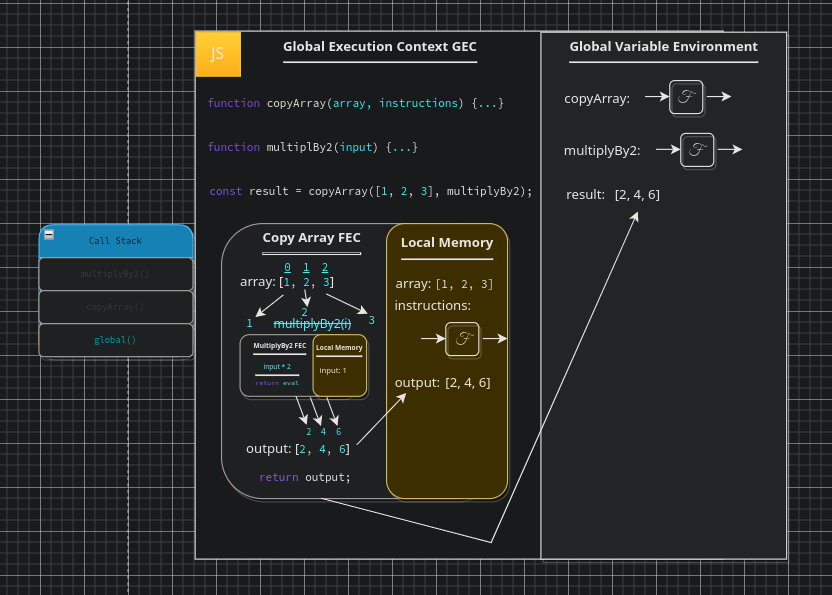 JS
Global Execution Context GEC
function copyArray(array, instructions) {...}
function multiplBy2(input) {...}
const result = copyArray([1, 2, 3], multiplyBy2);
Call Stack
multiplyBy2()
copyArray()
global()
Copy Array FEC
0 1 2
array: [1, 2, 3]
1 2 3
multiplyBy2(i)
MultiplyBy2 FEC
Input * 2
return eval
Local Memory
Input: 1
2 4 6
output: [2, 4, 6]
return output;
Local Memory
array: [1, 2, 3]
instructions:
F
output: [2, 4, 6]
Global Variable Environment
copyArray: F
multiplyBy2: F
result: [2, 4, 6]